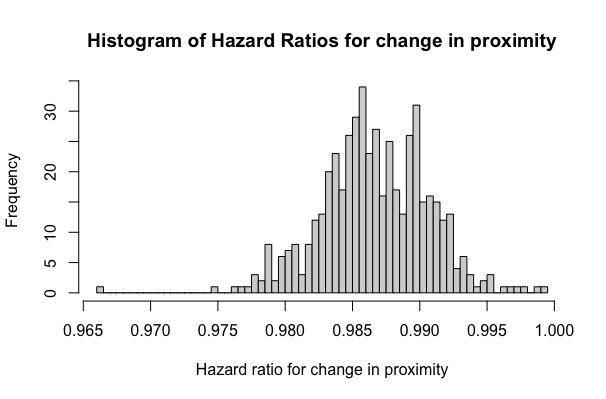 Histogram of Hazard Ratios for change in proximity
Frequency
30
20
10
5
0
0.965 0.970 0.975 0.980 0.985 0.990 0.995 1.000
Hazard ratio for change in proximity